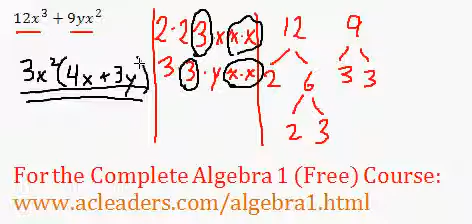 12x³ + 9yx²
3x²(4x + 3y)
2 · 2 3 · x x · x
3 3 · y x · x
12
2 6
2 3
9
3 3
For the Complete Algebra 1 (Free) Course:
www.acleaders.com/algebra1.html